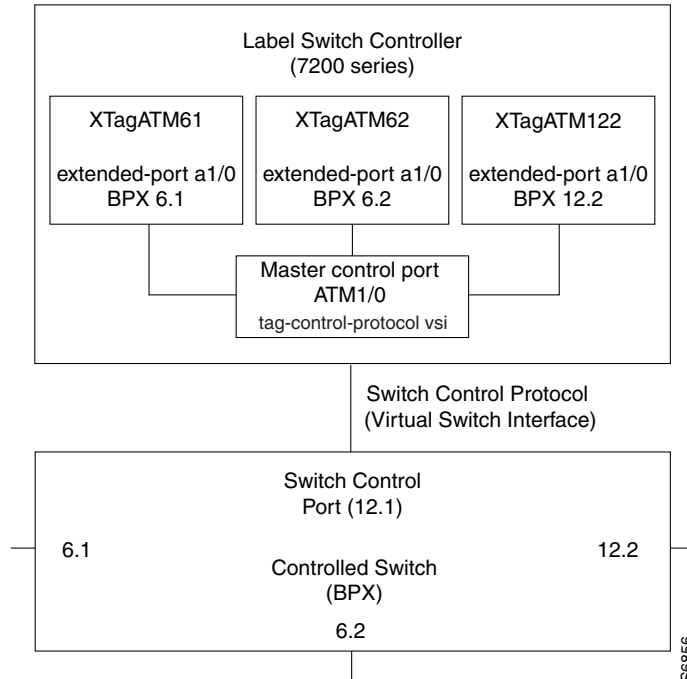 Label Switch Controller
(7200 series)
XTagATM61
extended-port a1/0
BPX 6.1
XTagATM62
extended-port a1/0
BPX 6.2
XTagATM122
extended-port a1/0
BPX 12.2
Master control port
ATM1/0
tag-control-protocol vsi
Switch Control Protocol
(Virtual Switch Interface)
Switch Control
Port (12.1)
6.1
12.2
Controlled Switch
(BPX)
6.2